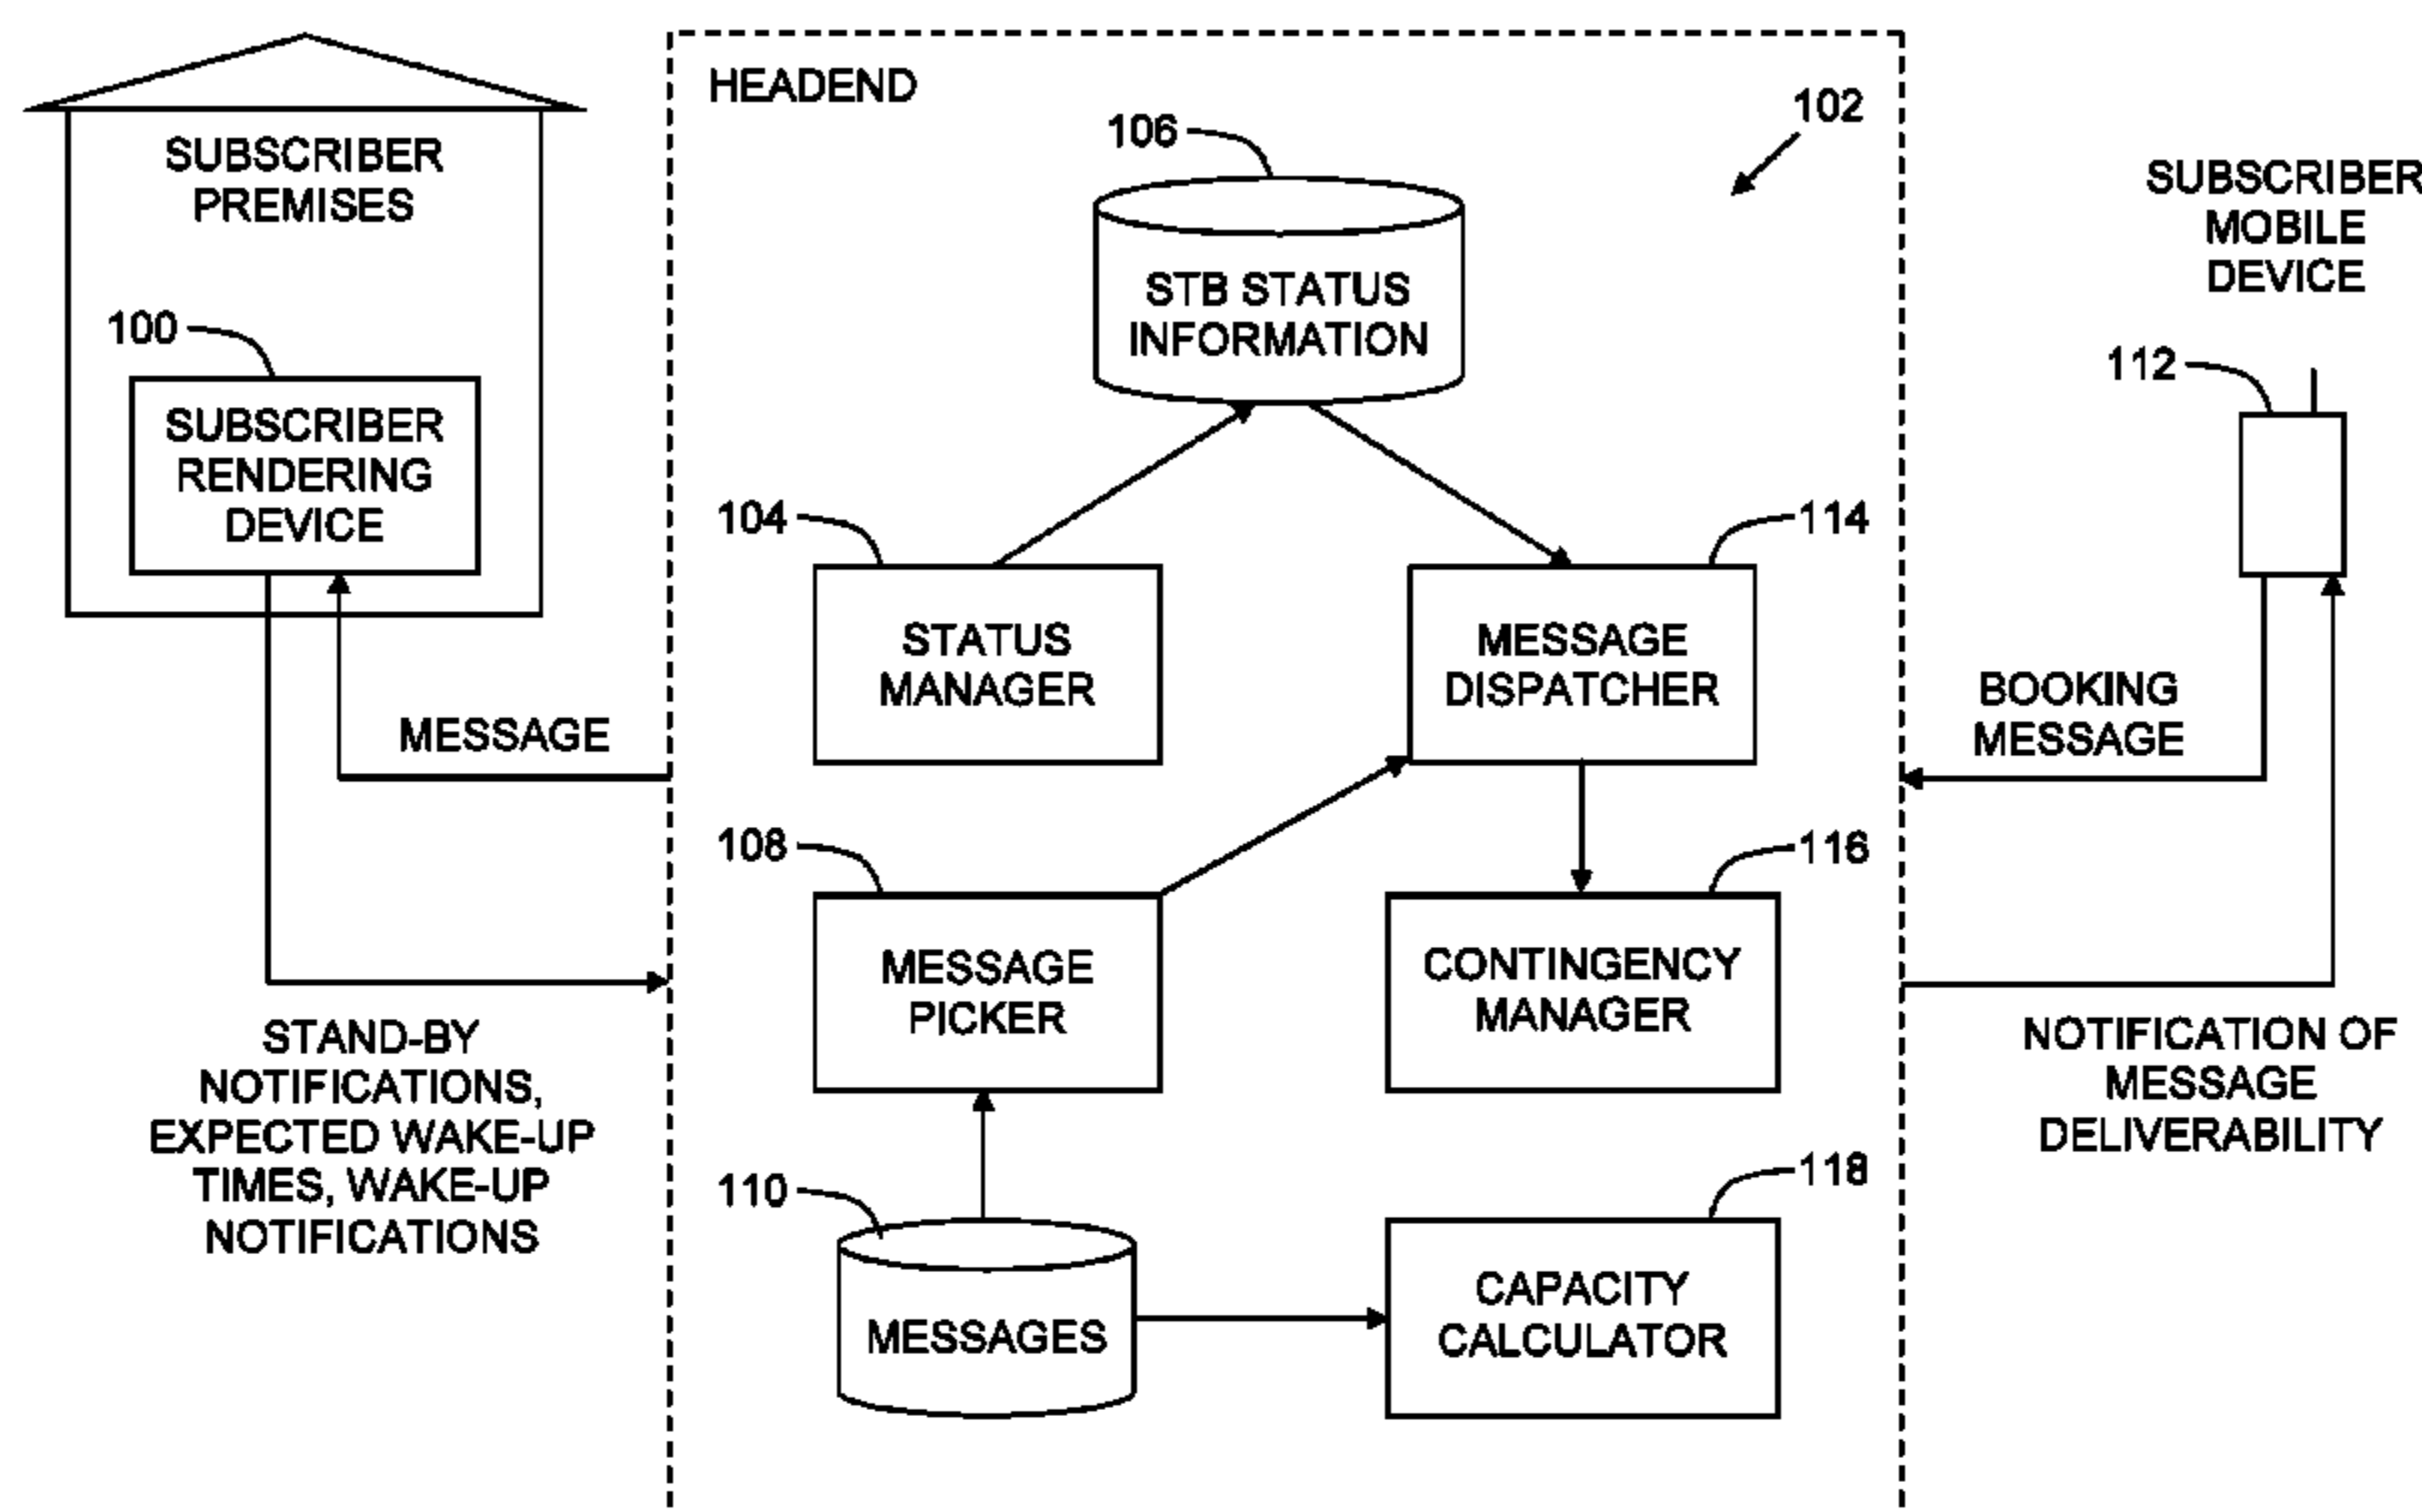 HEADEND
102
106
SUBSCRIBER
PREMISES
SUBSCRIBER
MOBILE
DEVICE
STB STATUS
INFORMATION
100
112
SUBSCRIBER
RENDERING
DEVICE
104
114
STATUS
MANAGER
MESSAGE
DISPATCHER
MESSAGE
BOOKING
MESSAGE
108
116
MESSAGE
PICKER
CONTINGENCY
MANAGER
STAND-BY
NOTIFICATIONS,
EXPECTED WAKE-UP
TIMES, WAKE-UP
NOTIFICATIONS
NOTIFICATION OF
MESSAGE
DELIVERABILITY
110
118
MESSAGES
CAPACITY
CALCULATOR